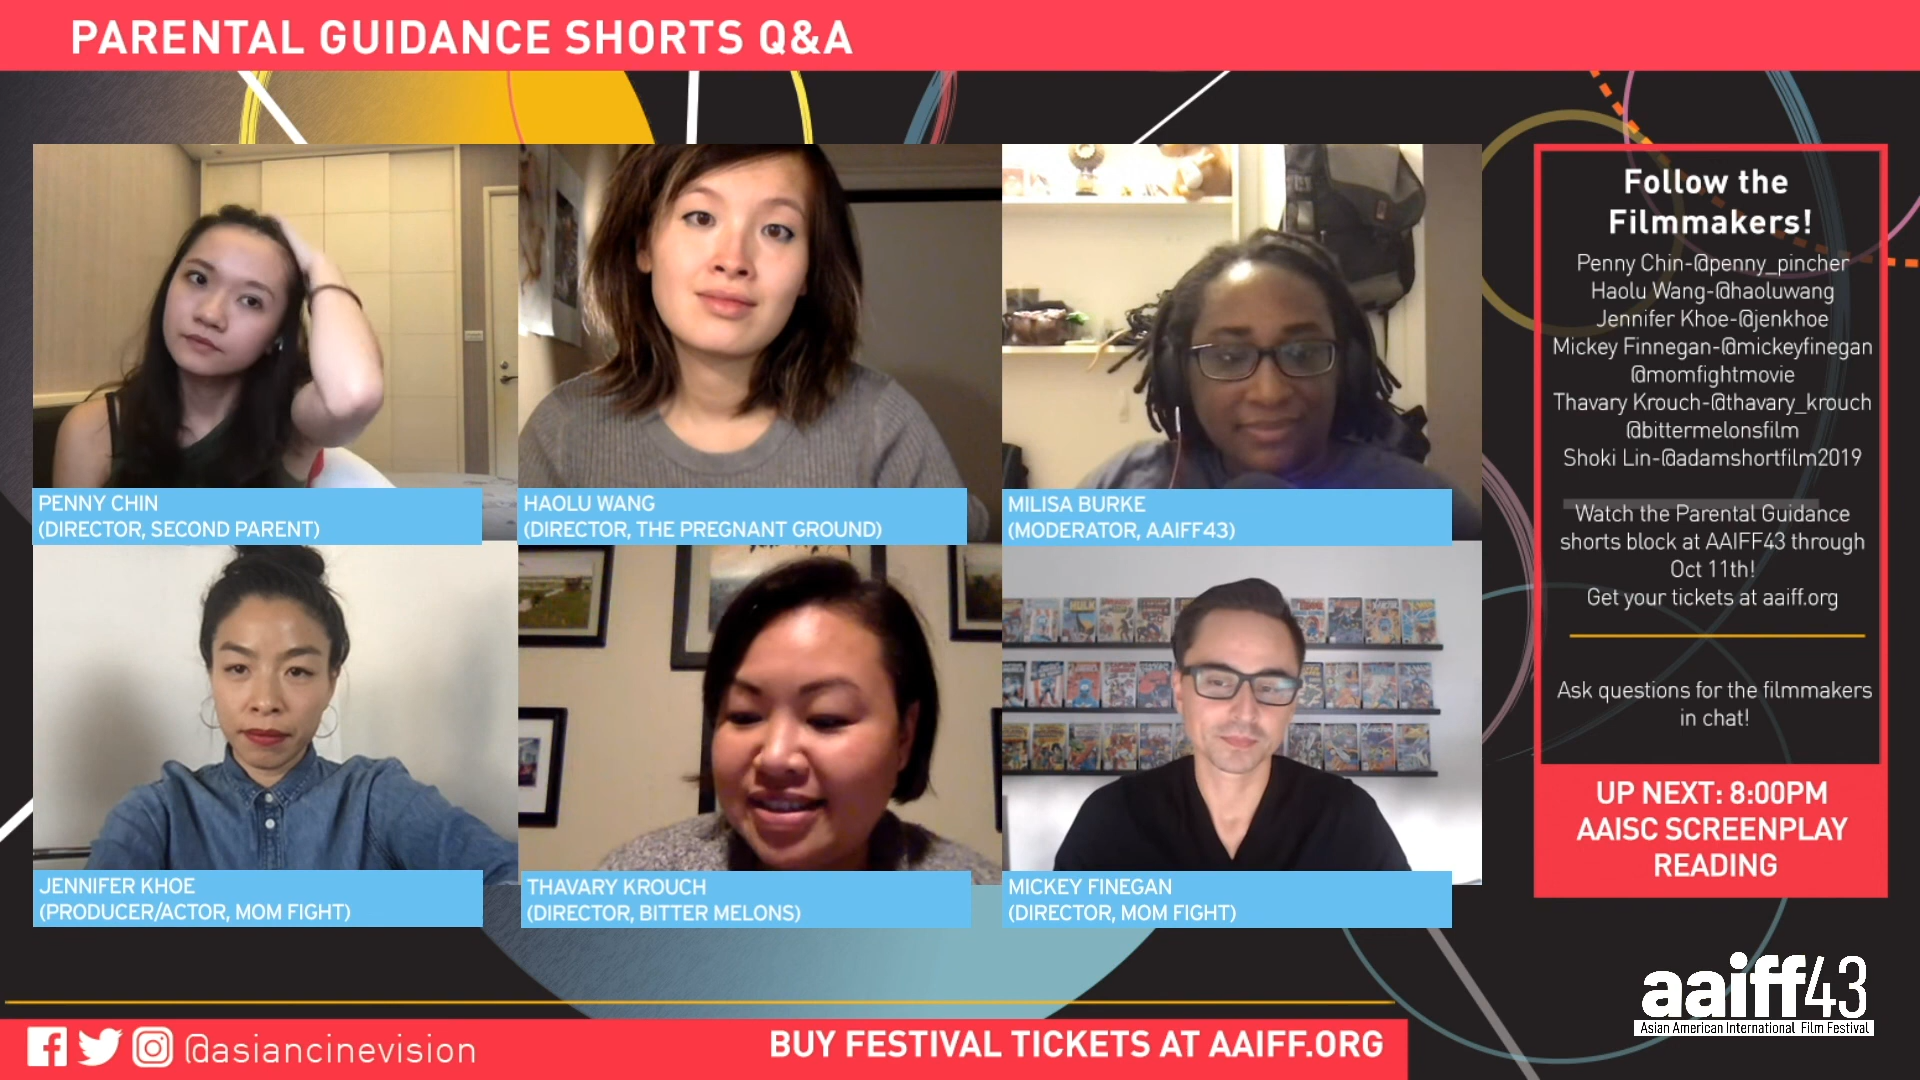 PARENTAL GUIDANCE SHORTS Q&A
PENNY CHIN
(DIRECTOR, SECOND PARENT)
HAOLU WANG
(DIRECTOR, THE PREGNANT GROUND)
MILISA BURKE
(MODERATOR, AAIFF43)
JENNIFER KHOE
(PRODUCER/ACTOR, MOM FIGHT)
THAVARY KROUCH
(DIRECTOR, BITTER MELONS)
MICKEY FINEGAN
(DIRECTOR, MOM FIGHT)
Follow the
Filmmakers!
Penny Chin-@penny_pincher
Haolu Wang-@haoluwang
Jennifer Khoe-@jenkhoe
Mickey Finnegan-@mickeyfinegan
@momfightmovie
Thavary Krouch-@thavary_krouch
@bittermelonsfilm
Shoki Lin-@adamshortfilm2019
Watch the Parental Guidance
shorts block at AAIFF43 through
Oct 11th!
Get your tickets at aaiff.org
Ask questions for the filmmakers
in chat!
UP NEXT: 8:00PM
AAISC SCREENPLAY
READING
aaiff43
Asian American International Film Festival
@asiancinevision
BUY FESTIVAL TICKETS AT AAIFF.ORG